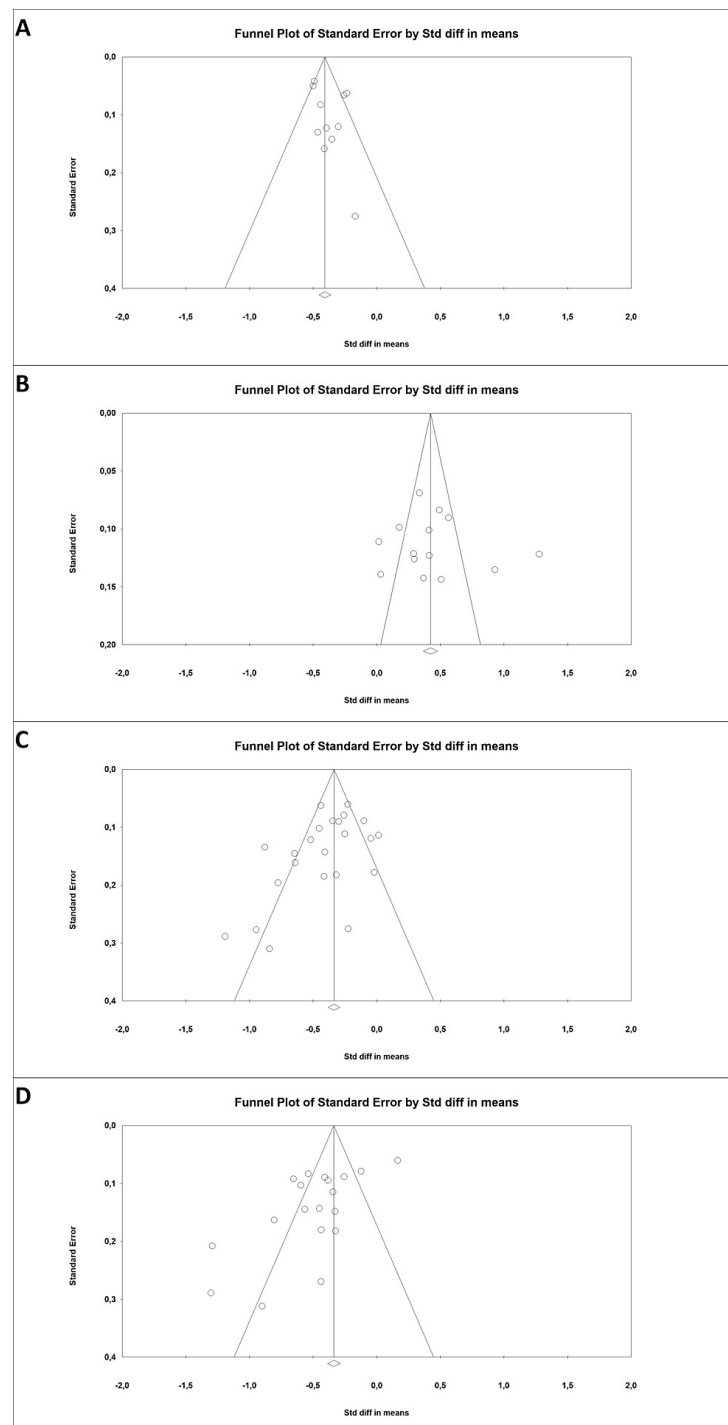 A
Funnel Plot of Standard Error by Std diff in means
0,0
0,1
0,2
0,3
0,4
Standard Error
-2,0 -1,5 -1,0 -0,5 0,0 0,5 1,0 1,5 2,0
Std diff in means
B
Funnel Plot of Standard Error by Std diff in means
0,00
0,05
0,10
0,15
0,20
Standard Error
-2,0 -1,5 -1,0 -0,5 0,0 0,5 1,0 1,5 2,0
Std diff in means
C
Funnel Plot of Standard Error by Std diff in means
0,0
0,1
0,2
0,3
0,4
Standard Error
-2,0 -1,5 -1,0 -0,5 0,0 0,5 1,0 1,5 2,0
Std diff in means
D
Funnel Plot of Standard Error by Std diff in means
0,0
0,1
0,2
0,3
0,4
Standard Error
-2,0 -1,5 -1,0 -0,5 0,0 0,5 1,0 1,5 2,0
Std diff in means